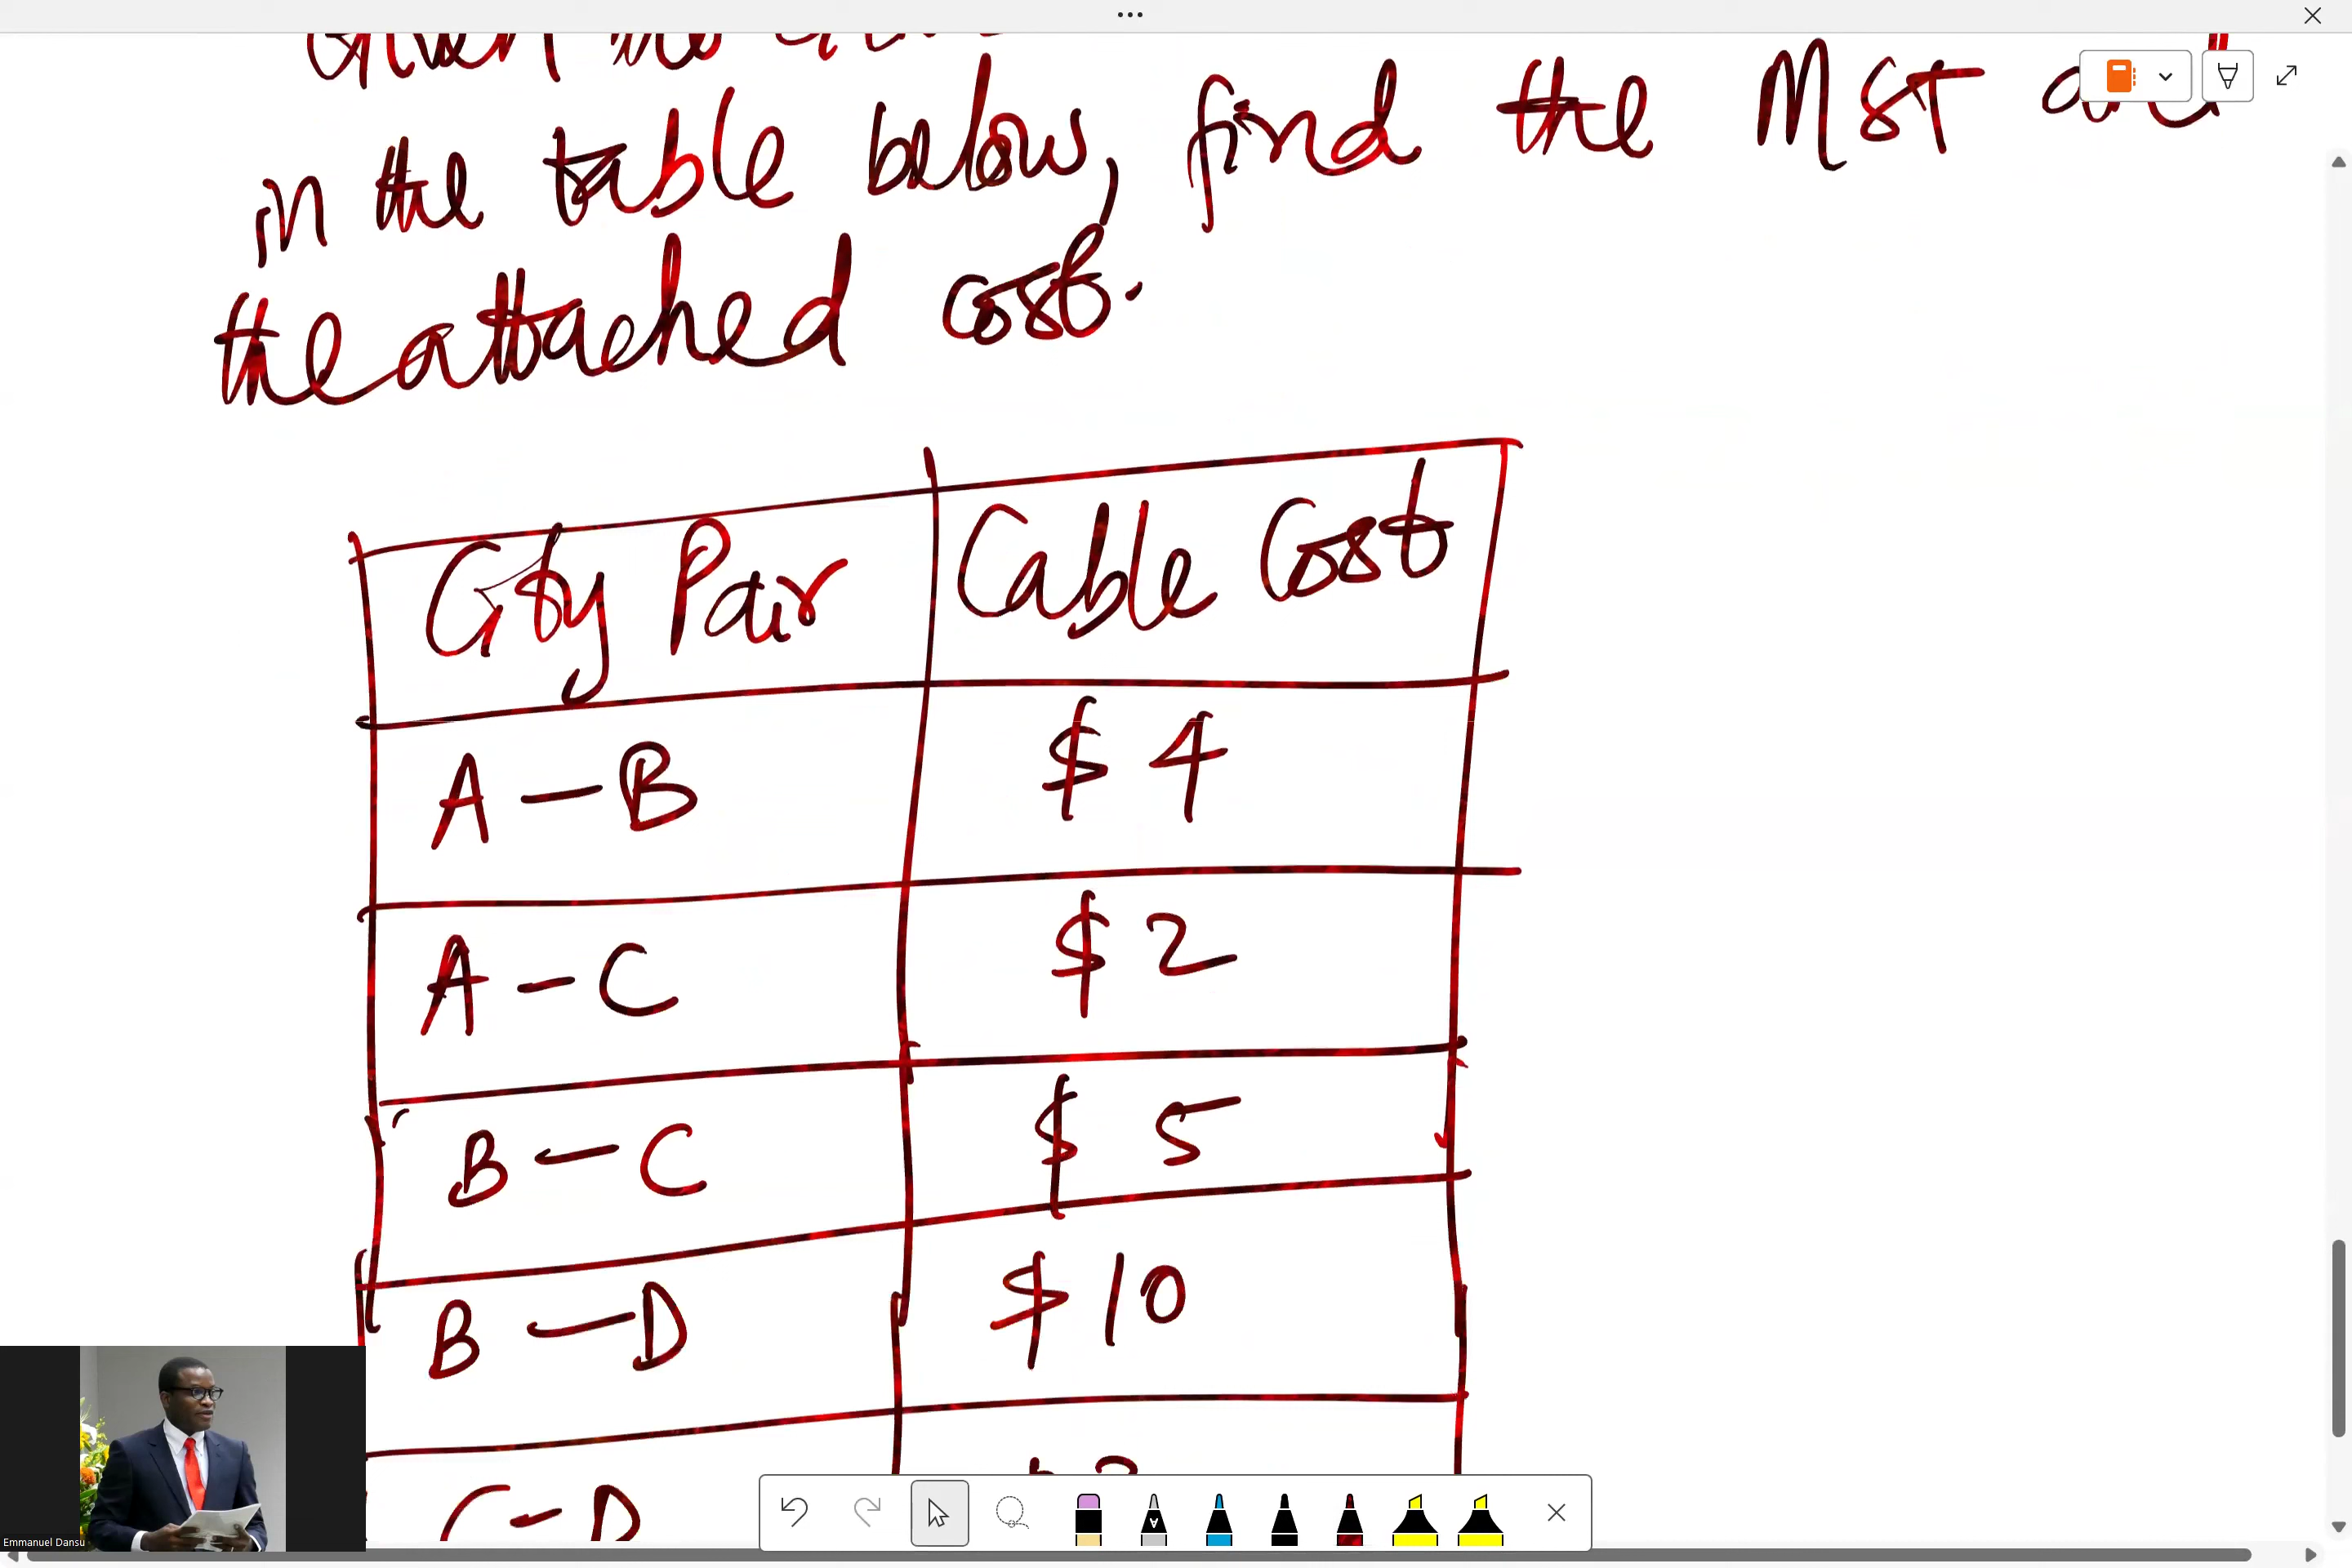 in the table below, find the MST
the attached cost.
City Pair Cable Cost
A - B $ 4
A - C $ 2
B - C $ 5
B - D $ 10
C - D
Emmanuel Dansu